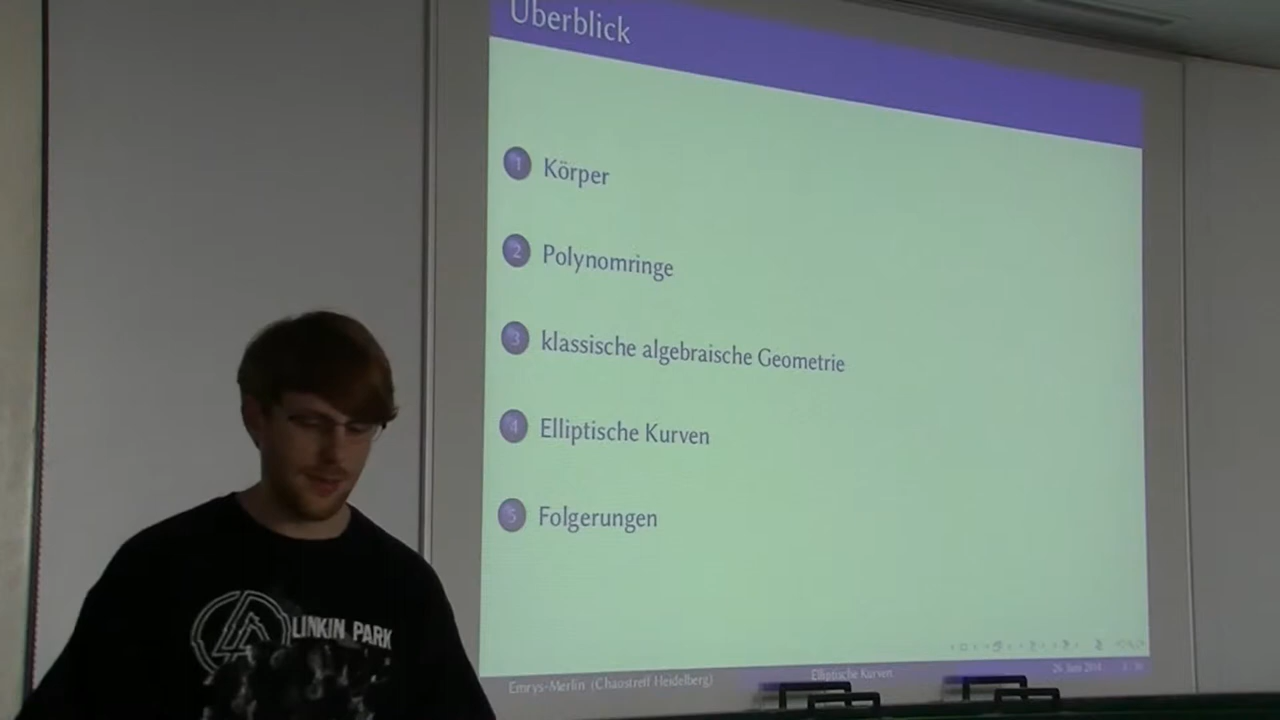 Überblick
1 Körper
2 Polynomringe
3 klassische algebraische Geometrie
4 Elliptische Kurven
5 Folgerungen
Emrys-Merlin (Chaostreff Heidelberg)
Elliptische Kurven
26. Juni 2014
LINKIN PARK